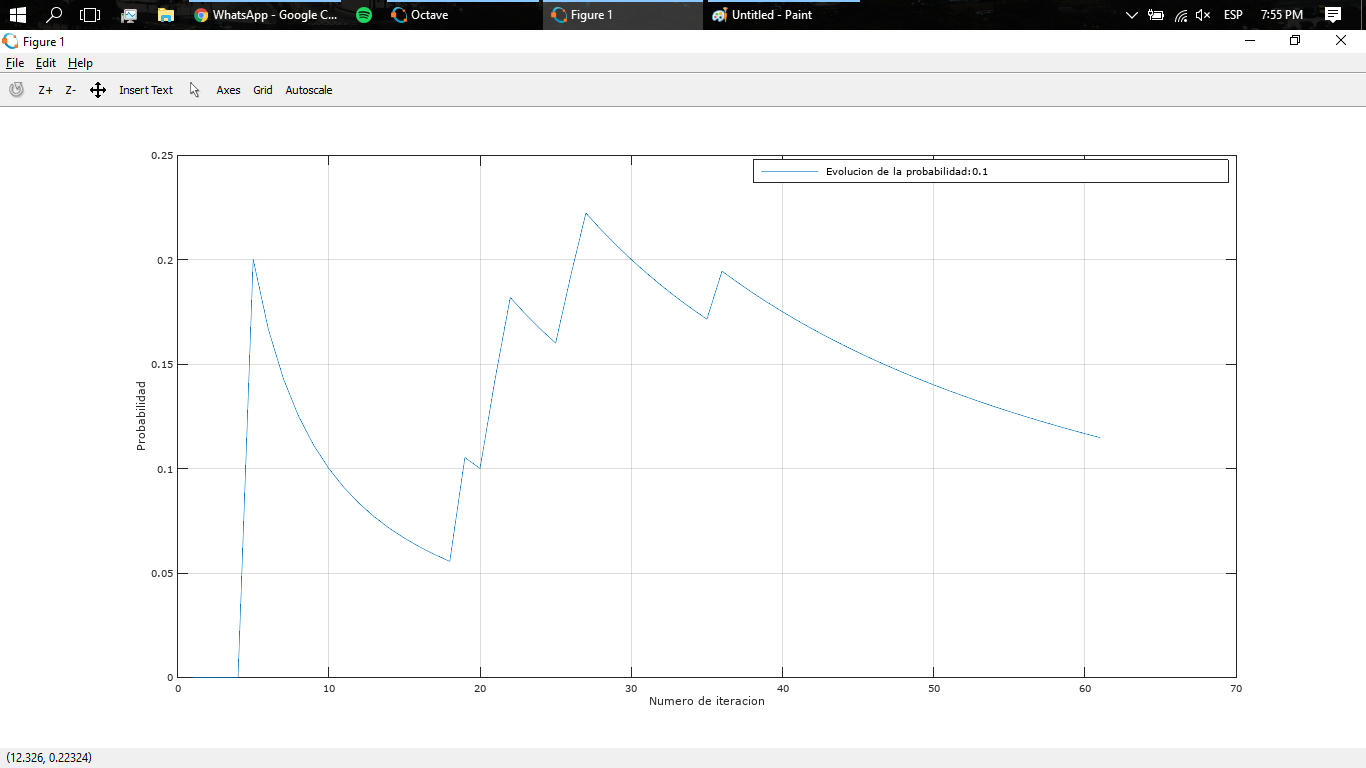 WhatsApp - Google C...
Octave
Figure 1
Untitled - Paint
ESP
7:55 PM
Figure 1
File Edit Help
Z+ Z- Insert Text Axes Grid Autoscale
0.25
Evolucion de la probabilidad:0.1
0.2
0.15
Probabilidad
0.1
0.05
0
0 10 20 30 40 50 60 70
Numero de iteracion
(12.326, 0.22324)